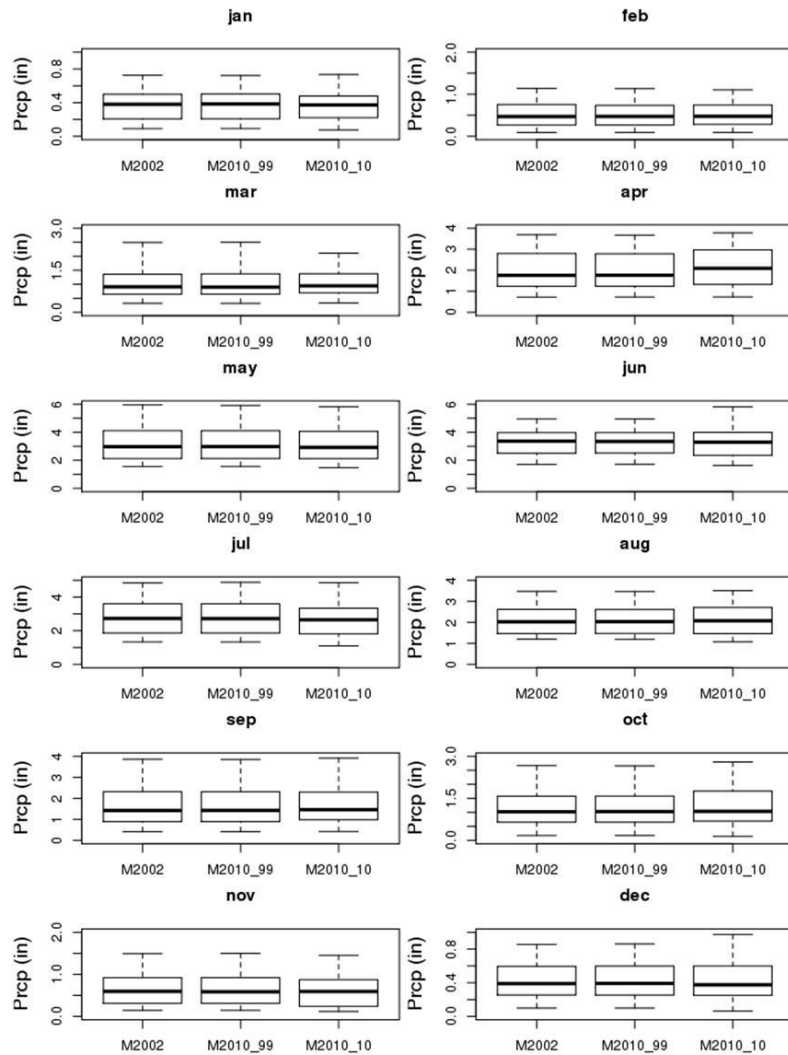 jan feb
Prcp (in) 0.0 0.4 0.8 Prcp (in) 0.0 1.0 2.0
M2002 M2010_99 M2010_10 M2002 M2010_99 M2010_10
mar apr
Prcp (in) 0.0 1.5 3.0 Prcp (in) 0 1 2 3 4
M2002 M2010_99 M2010_10 M2002 M2010_99 M2010_10
may jun
Prcp (in) 0 2 4 6 Prcp (in) 0 2 4 6
M2002 M2010_99 M2010_10 M2002 M2010_99 M2010_10
jul aug
Prcp (in) 0 2 4 Prcp (in) 0 1 2 3 4
M2002 M2010_99 M2010_10 M2002 M2010_99 M2010_10
sep oct
Prcp (in) 0 1 2 3 4 Prcp (in) 0.0 1.5 3.0
M2002 M2010_99 M2010_10 M2002 M2010_99 M2010_10
nov dec
Prcp (in) 0.0 1.0 2.0 Prcp (in) 0.0 0.4 0.8
M2002 M2010_99 M2010_10 M2002 M2010_99 M2010_10